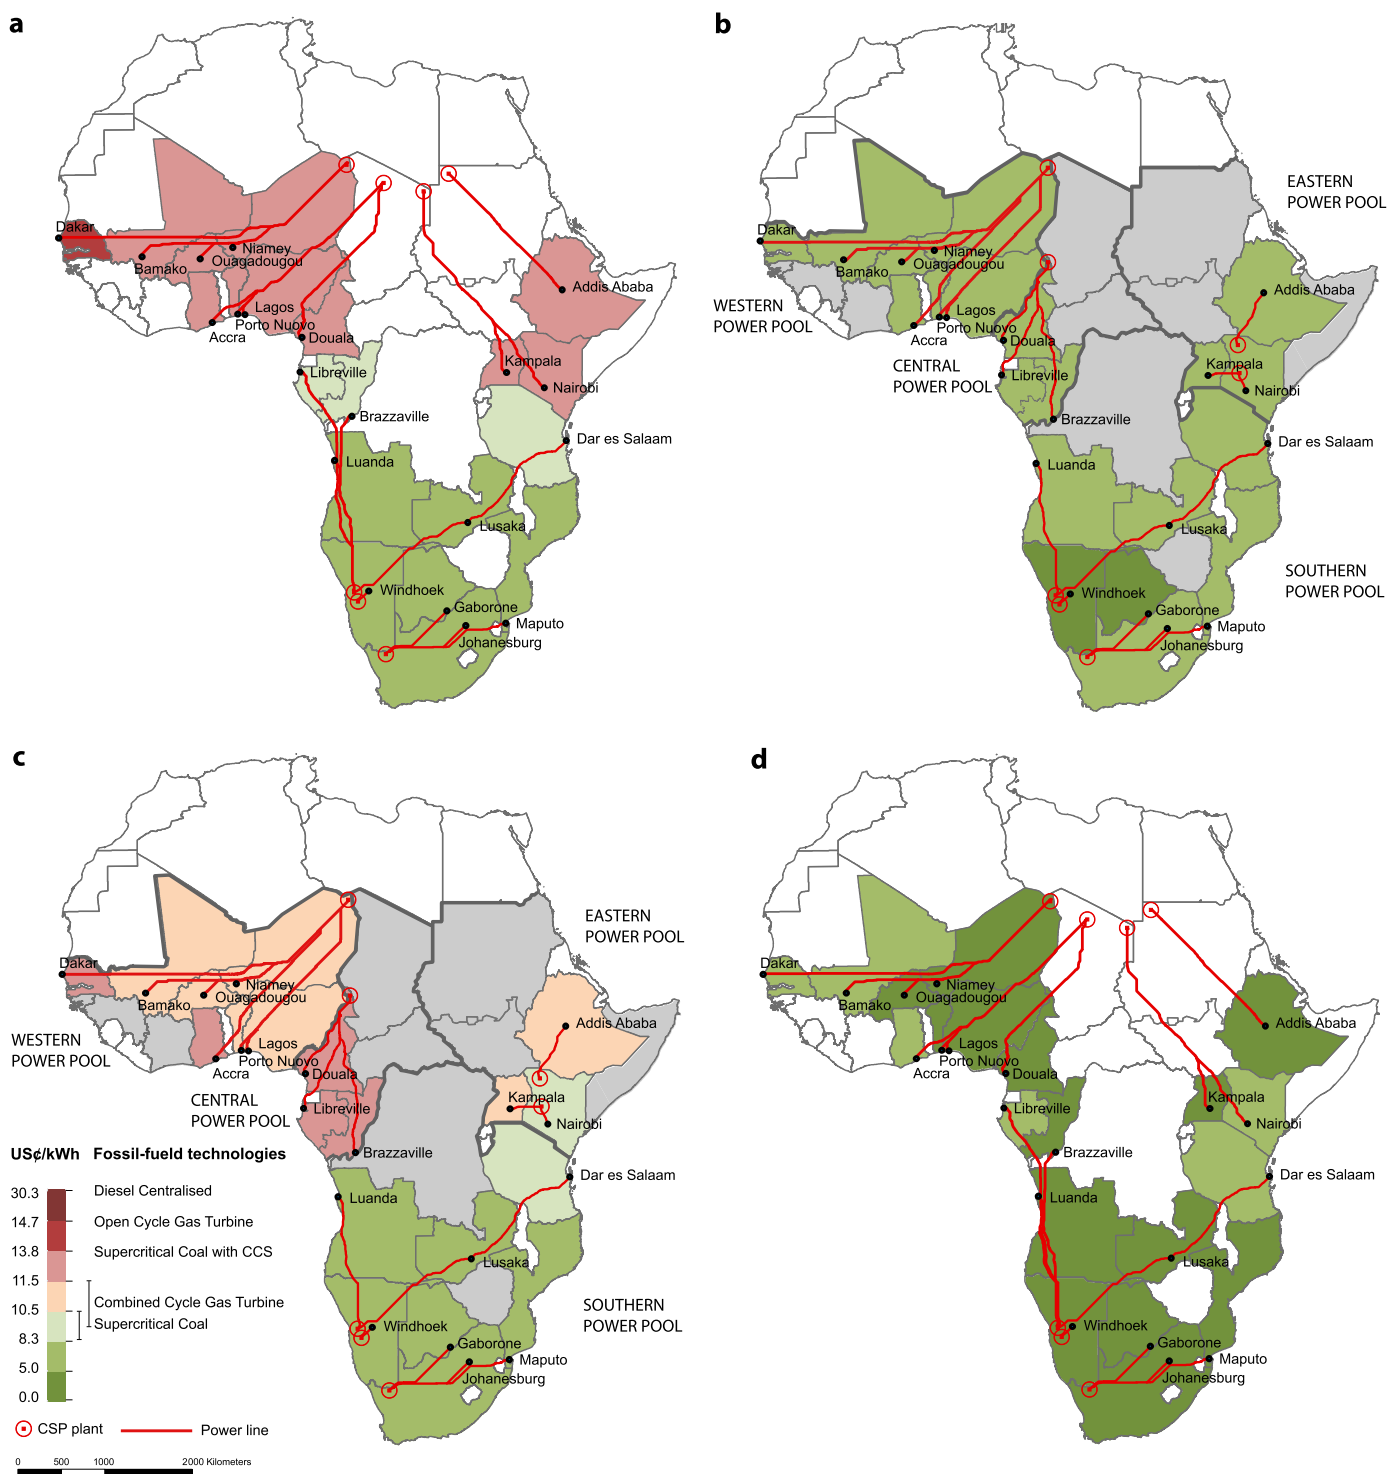 a
Dakar
Bamako
Niamey
Ouagadougou
Lagos
Porto Nuovo
Accra
Douala
Libreville
Brazzaville
Luanda
Addis Ababa
Kampala
Nairobi
Dar es Salaam
Lusaka
Windhoek
Gaborone
Maputo
Johanesburg
b
EASTERN
POWER POOL
WESTERN
POWER POOL
CENTRAL
POWER POOL
SOUTHERN
POWER POOL
Dakar
Bamako
Niamey
Ouagadougou
Lagos
Porto Nuovo
Accra
Douala
Libreville
Brazzaville
Luanda
Addis Ababa
Kampala
Nairobi
Dar es Salaam
Lusaka
Windhoek
Gaborone
Maputo
Johanesburg
c
EASTERN
POWER POOL
WESTERN
POWER POOL
CENTRAL
POWER POOL
SOUTHERN
POWER POOL
Dakar
Bamako
Niamey
Ouagadougou
Lagos
Porto Nuovo
Accra
Douala
Libreville
Brazzaville
Luanda
Addis Ababa
Kampala
Nairobi
Dar es Salaam
Lusaka
Windhoek
Gaborone
Maputo
Johanesburg
US¢/kWh Fossil-fueld technologies
30.3 Diesel Centralised
14.7 Open Cycle Gas Turbine
13.8 Supercritical Coal with CCS
11.5
10.5 Combined Cycle Gas Turbine
8.3 Supercritical Coal
5.0
0.0
CSP plant Power line
0 500 1000 2000 Kilometers
d
Dakar
Bamako
Niamey
Ouagadougou
Lagos
Porto Nuovo
Accra
Douala
Libreville
Brazzaville
Luanda
Addis Ababa
Kampala
Nairobi
Dar es Salaam
Lusaka
Windhoek
Gaborone
Maputo
Johanesburg